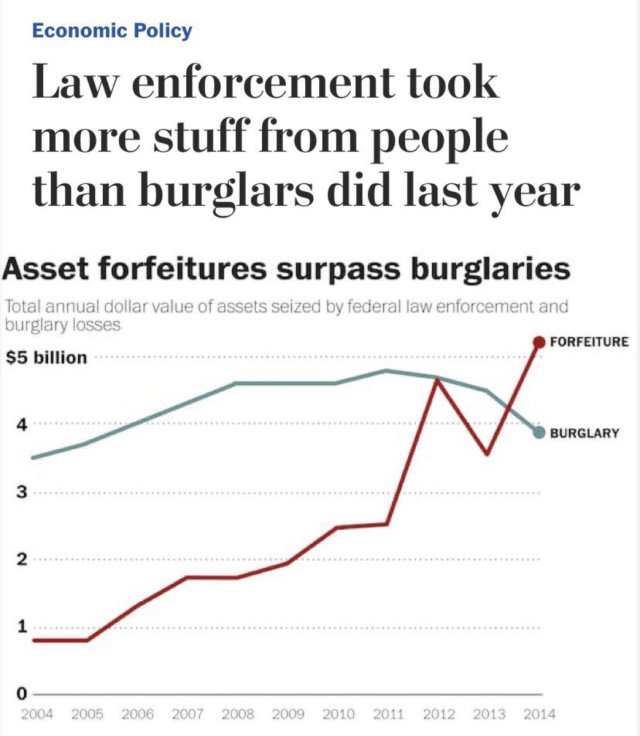 Economic Policy
Law enforcement took
more stuff from people
than burglars did last year
Asset forfeitures surpass burglaries
Total annual dollar value of assets seized by federal law enforcement and
burglary losses
FORFEITURE
$5 billion
4
BURGLARY
3
2
1
0
2004 2005 2006 2007 2008 2009 2010 2011 2012 2013 2014